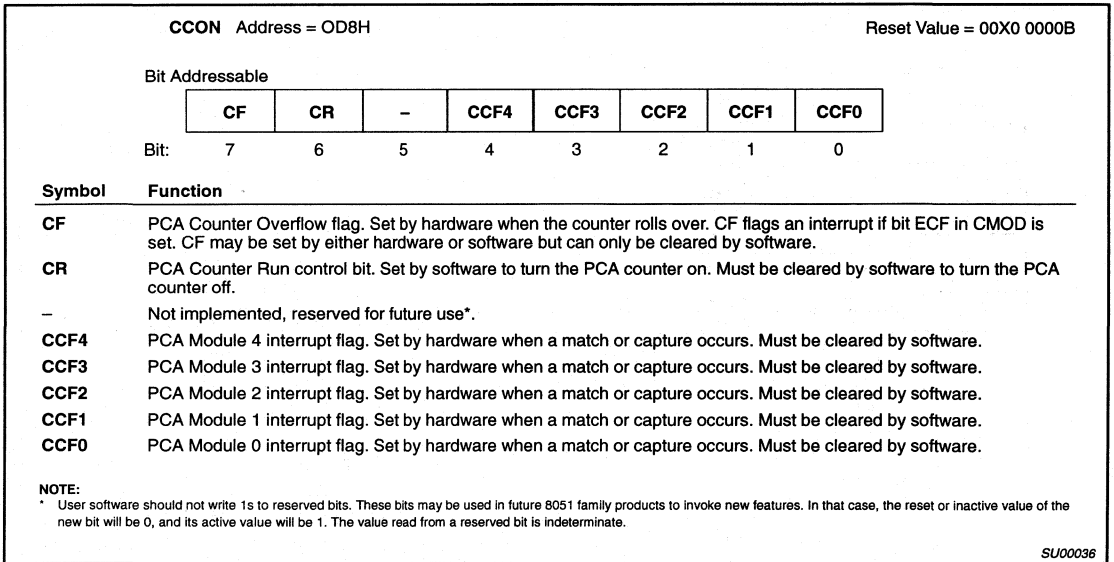 CCON Address = OD8H Reset Value = 00X0 0000B
Bit Addressable
CF CR – CCF4 CCF3 CCF2 CCF1 CCF0
Bit: 7 6 5 4 3 2 1 0
Symbol Function
CF PCA Counter Overflow flag. Set by hardware when the counter rolls over. CF flags an interrupt if bit ECF in CMOD is
set. CF may be set by either hardware or software but can only be cleared by software.
CR PCA Counter Run control bit. Set by software to turn the PCA counter on. Must be cleared by software to turn the PCA
counter off.
– Not implemented, reserved for future use*.
CCF4 PCA Module 4 interrupt flag. Set by hardware when a match or capture occurs. Must be cleared by software.
CCF3 PCA Module 3 interrupt flag. Set by hardware when a match or capture occurs. Must be cleared by software.
CCF2 PCA Module 2 interrupt flag. Set by hardware when a match or capture occurs. Must be cleared by software.
CCF1 PCA Module 1 interrupt flag. Set by hardware when a match or capture occurs. Must be cleared by software.
CCF0 PCA Module 0 interrupt flag. Set by hardware when a match or capture occurs. Must be cleared by software.
NOTE:
* User software should not write 1s to reserved bits. These bits may be used in future 8051 family products to invoke new features. In that case, the reset or inactive value of the
new bit will be 0, and its active value will be 1. The value read from a reserved bit is indeterminate.
SU00036